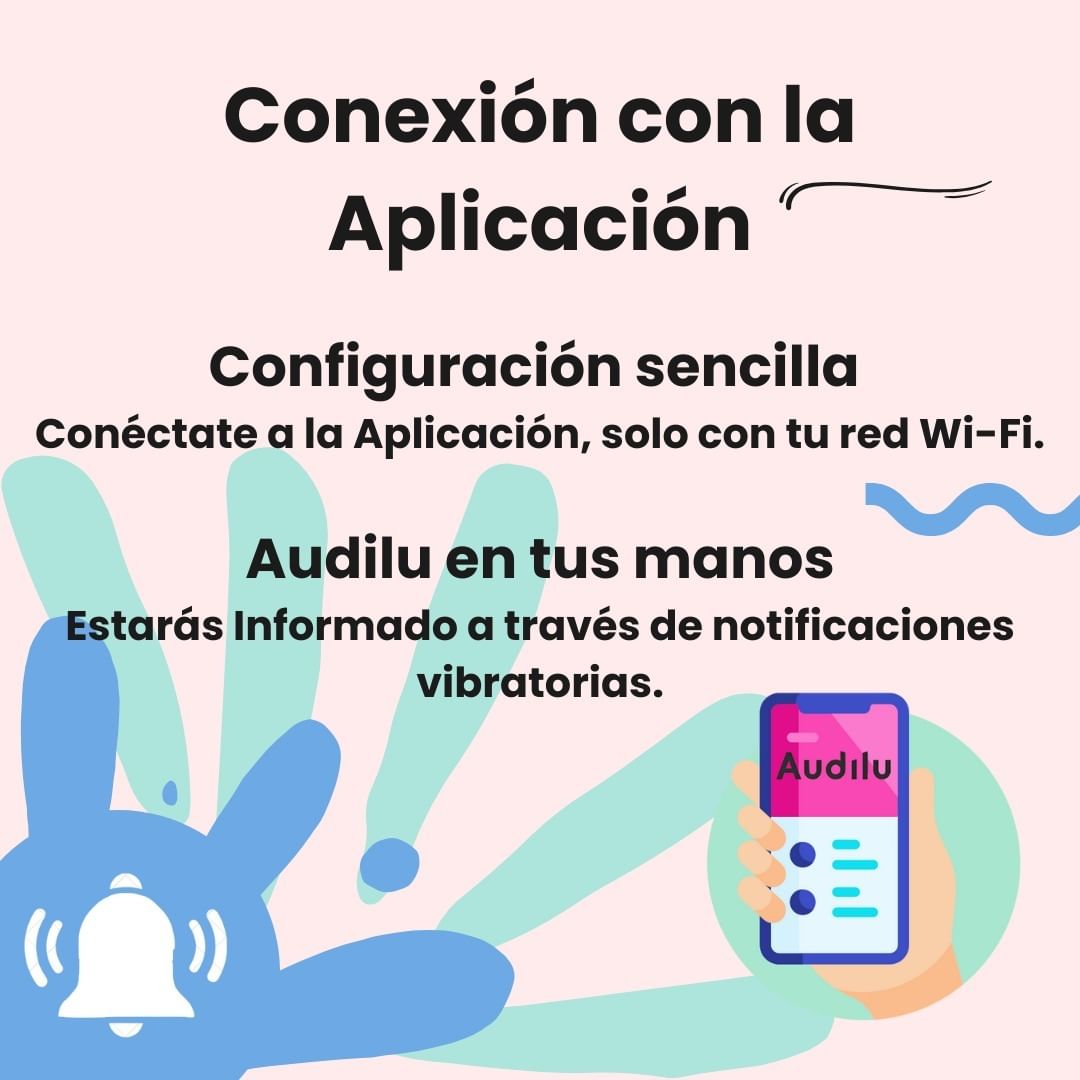 Conexión con la
Aplicación
Configuración sencilla
Conéctate a la Aplicación, solo con tu red Wi-Fi.
Audilu en tus manos
Estarás Informado a través de notificaciones
vibratorias.
Audilu